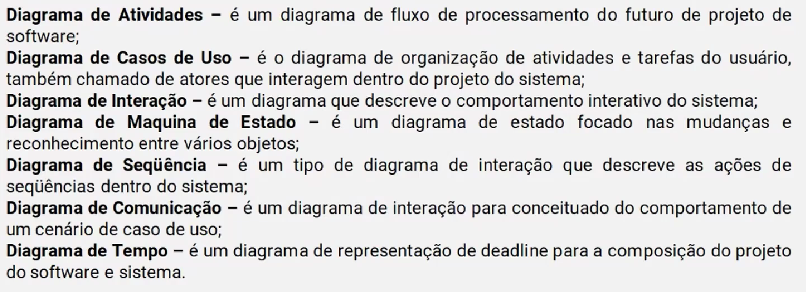 Diagrama de Atividades – é um diagrama de fluxo de processamento do futuro de projeto de
software;
Diagrama de Casos de Uso – é o diagrama de organização de atividades e tarefas do usuário,
também chamado de atores que interagem dentro do projeto do sistema;
Diagrama de Interação – é um diagrama que descreve o comportamento interativo do sistema;
Diagrama de Maquina de Estado – é um diagrama de estado focado nas mudanças e
reconhecimento entre vários objetos;
Diagrama de Seqüência – é um tipo de diagrama de interação que descreve as ações de
seqüências dentro do sistema;
Diagrama de Comunicação – é um diagrama de interação para conceituado do comportamento de
um cenário de caso de uso;
Diagrama de Tempo – é um diagrama de representação de deadline para a composição do projeto
do software e sistema.